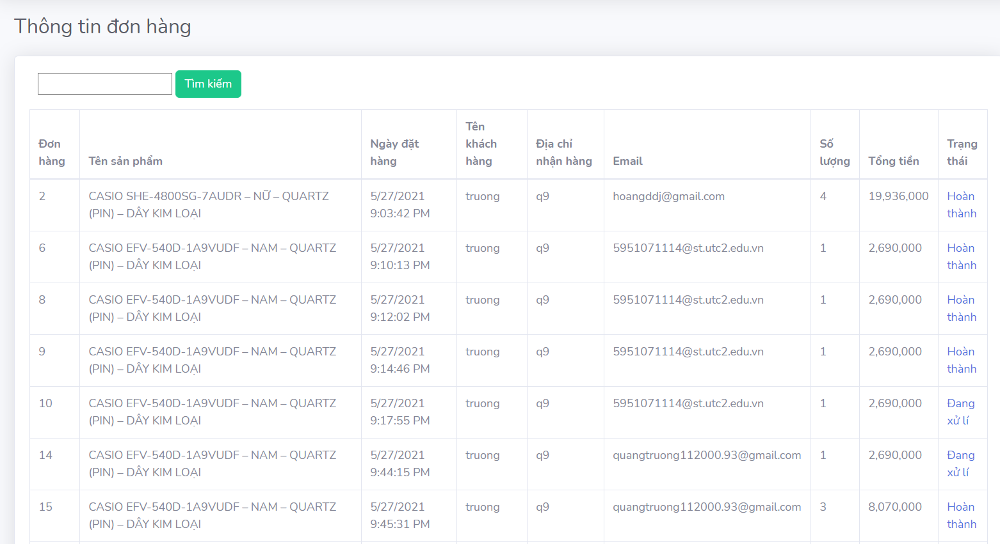 Thông tin đơn hàng
Tìm kiếm
Đơn hàng Tên sản phẩm Ngày đặt hàng Tên khách hàng Địa chỉ nhận hàng Email Số lượng Tổng tiền Trạng thái
2 CASIO SHE-4800SG-7AUDR – NỮ – QUARTZ 5/27/2021 truong q9 hoangddj@gmail.com 4 19,936,000 Hoàn
(PIN) – DÂY KIM LOẠI 9:03:42 PM thành
6 CASIO EFV-540D-1A9VUDF – NAM – QUARTZ 5/27/2021 truong q9 5951071114@st.utc2.edu.vn 1 2,690,000 Hoàn
(PIN) – DÂY KIM LOẠI 9:10:13 PM thành
8 CASIO EFV-540D-1A9VUDF – NAM – QUARTZ 5/27/2021 truong q9 5951071114@st.utc2.edu.vn 1 2,690,000 Hoàn
(PIN) – DÂY KIM LOẠI 9:12:02 PM thành
9 CASIO EFV-540D-1A9VUDF – NAM – QUARTZ 5/27/2021 truong q9 5951071114@st.utc2.edu.vn 1 2,690,000 Hoàn
(PIN) – DÂY KIM LOẠI 9:14:46 PM thành
10 CASIO EFV-540D-1A9VUDF – NAM – QUARTZ 5/27/2021 truong q9 5951071114@st.utc2.edu.vn 1 2,690,000 Đang
(PIN) – DÂY KIM LOẠI 9:17:55 PM xử lí
14 CASIO EFV-540D-1A9VUDF – NAM – QUARTZ 5/27/2021 truong q9 quangtruong112000.93@gmail.com 1 2,690,000 Đang
(PIN) – DÂY KIM LOẠI 9:44:15 PM xử lí
15 CASIO EFV-540D-1A9VUDF – NAM – QUARTZ 5/27/2021 truong q9 quangtruong112000.93@gmail.com 3 8,070,000 Hoàn
(PIN) – DÂY KIM LOẠI 9:45:31 PM thành